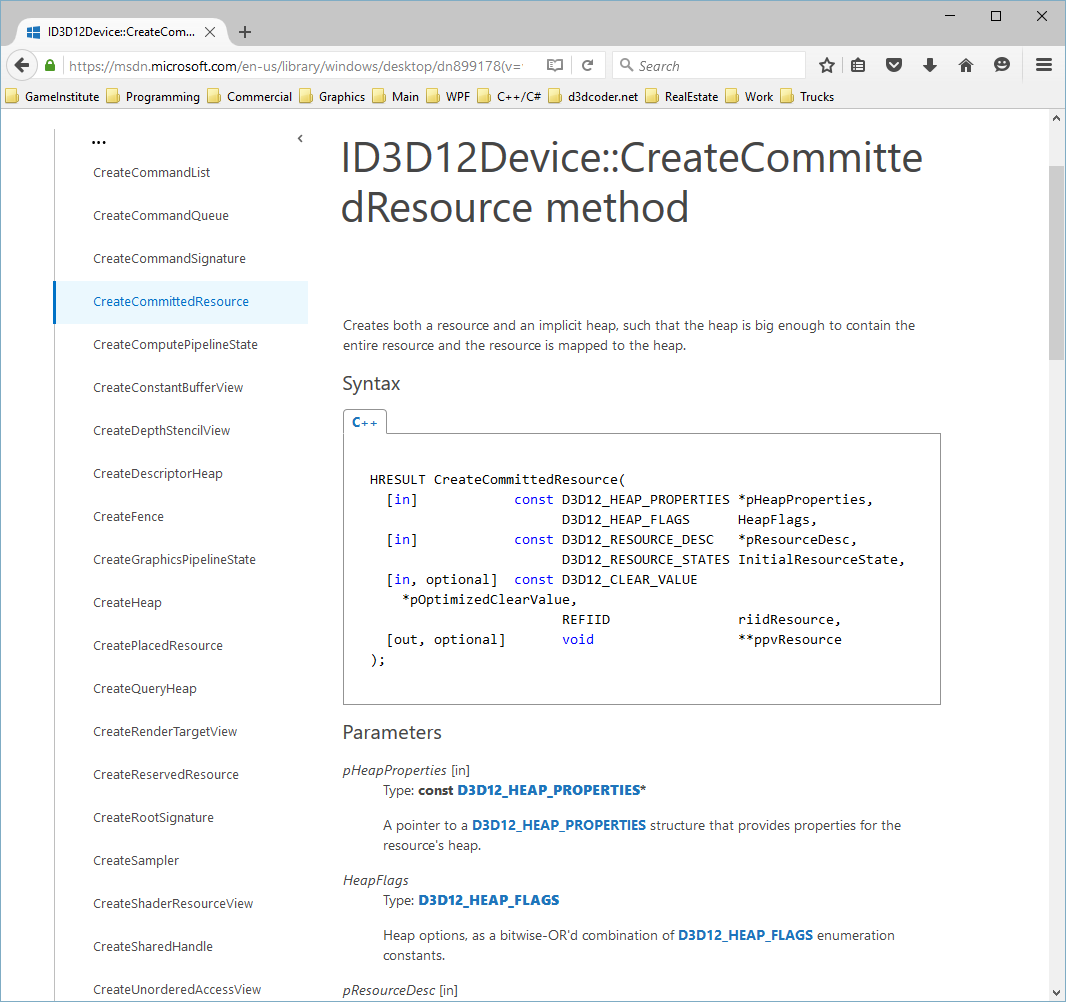 ID3D12Device::CreateCom...
https://msdn.microsoft.com/en-us/library/windows/desktop/dn899178(v=
Search
GameInstitute Programming Commercial Graphics Main WPF C++/C# d3dcoder.net RealEstate Work Trucks
...
CreateCommandList
CreateCommandQueue
CreateCommandSignature
CreateCommittedResource
CreateComputePipelineState
CreateConstantBufferView
CreateDepthStencilView
CreateDescriptorHeap
CreateFence
CreateGraphicsPipelineState
CreateHeap
CreatePlacedResource
CreateQueryHeap
CreateRenderTargetView
CreateReservedResource
CreateRootSignature
CreateSampler
CreateShaderResourceView
CreateSharedHandle
CreateUnorderedAccessView
ID3D12Device::CreateCommitte
dResource method
Creates both a resource and an implicit heap, such that the heap is big enough to contain the
entire resource and the resource is mapped to the heap.
Syntax
C++
HRESULT CreateCommittedResource(
[in] const D3D12_HEAP_PROPERTIES *pHeapProperties,
D3D12_HEAP_FLAGS HeapFlags,
[in] const D3D12_RESOURCE_DESC *pResourceDesc,
D3D12_RESOURCE_STATES InitialResourceState,
[in, optional] const D3D12_CLEAR_VALUE
*pOptimizedClearValue,
REFIID riidResource,
[out, optional] void **ppvResource
);
Parameters
pHeapProperties [in]
Type: const D3D12_HEAP_PROPERTIES*
A pointer to a D3D12_HEAP_PROPERTIES structure that provides properties for the
resource's heap.
HeapFlags
Type: D3D12_HEAP_FLAGS
Heap options, as a bitwise-OR'd combination of D3D12_HEAP_FLAGS enumeration
constants.
pResourceDesc [in]